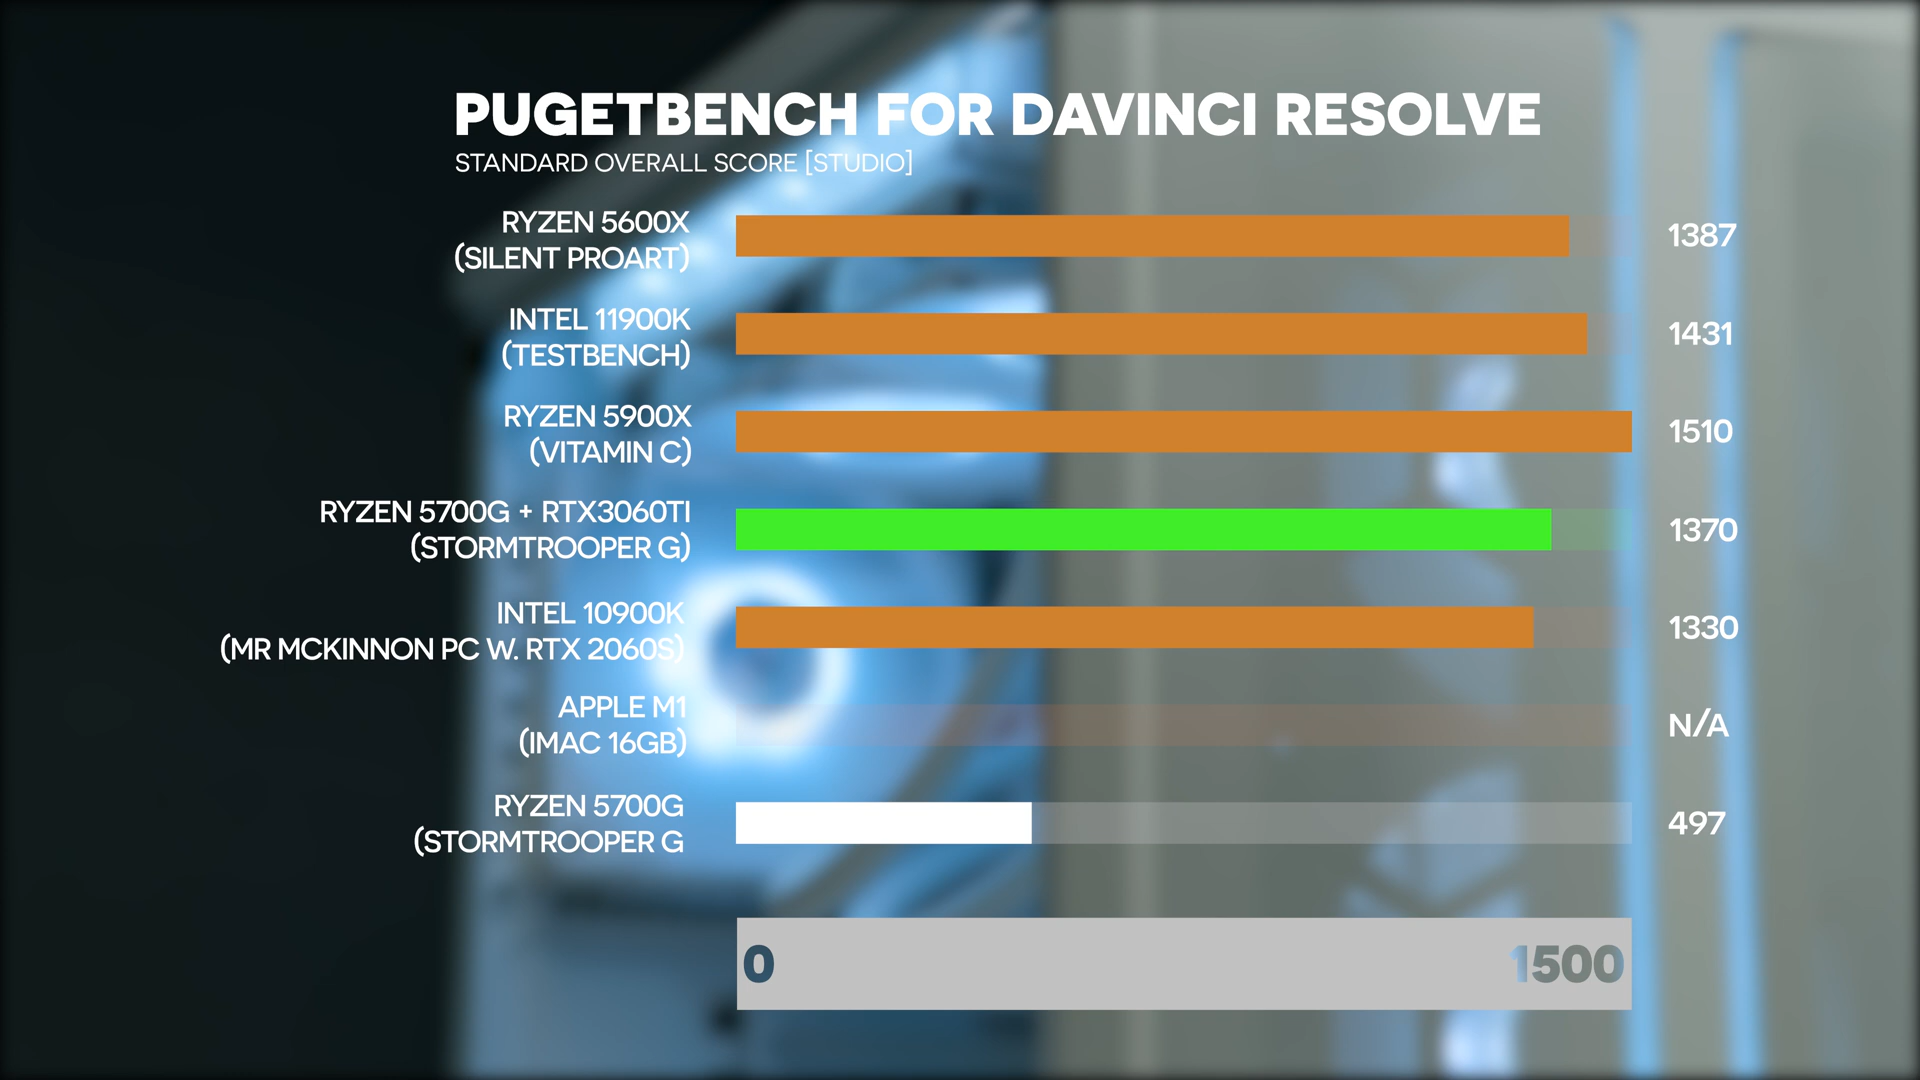 PUGETBENCH FOR DAVINCI RESOLVE
STANDARD OVERALL SCORE [STUDIO]
RYZEN 5600X
(SILENT PROART)
1387
INTEL 11900K
(TESTBENCH)
1431
RYZEN 5900X
(VITAMIN C)
1510
RYZEN 5700G + RTX3060TI
(STORMTROOPER G)
1370
INTEL 10900K
(MR MCKINNON PC W. RTX 2060S)
1330
APPLE M1
(IMAC 16GB)
N/A
RYZEN 5700G
(STORMTROOPER G
497
0 1500